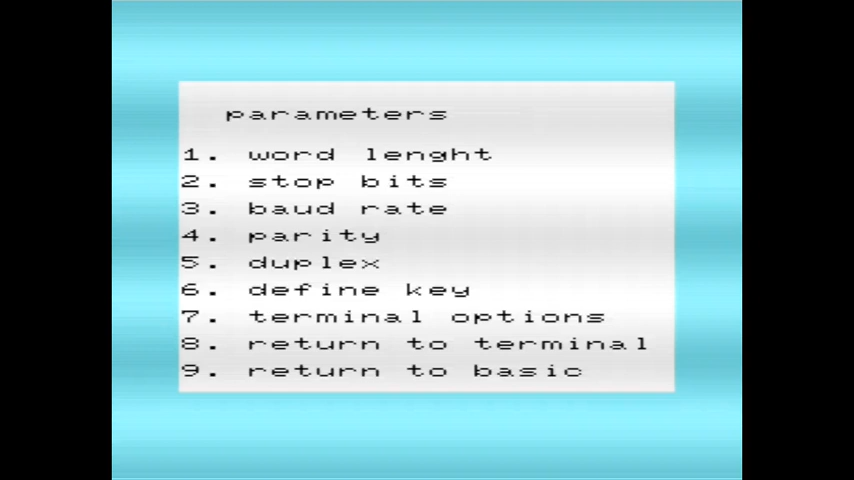 parameters
1. word lenght
2. stop bits
3. baud rate
4. parity
5. duplex
6. define key
7. terminal options
8. return to terminal
9. return to basic